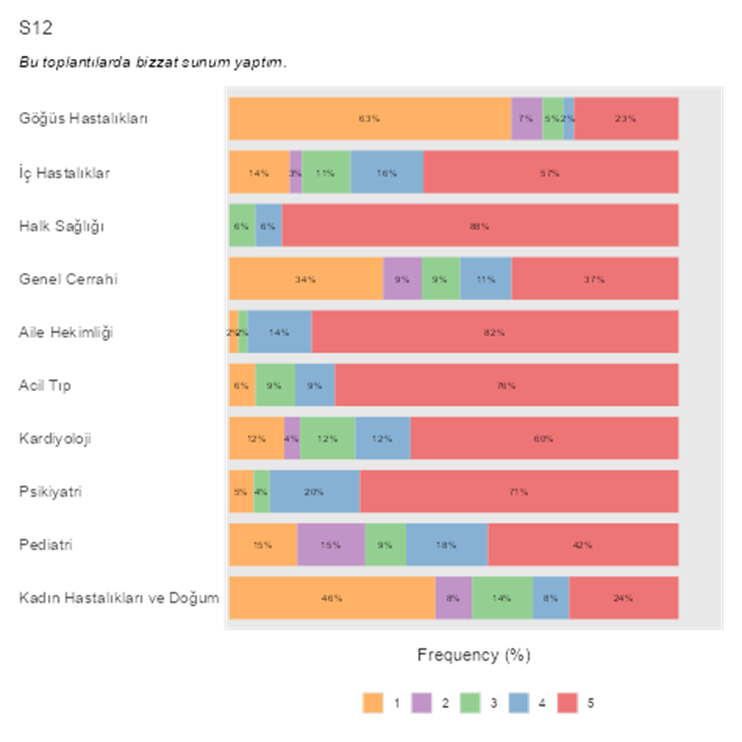 S12
Bu toplantılarda bizzat sunum yaptım.
Göğüs Hastalıkları 63% 7% 5% 2% 23%
İç Hastalıklar 14% 3% 11% 16% 57%
Halk Sağlığı 6% 6% 88%
Genel Cerrahi 34% 9% 9% 11% 37%
Aile Hekimliği 2% 2% 14% 82%
Acil Tıp 6% 9% 9% 76%
Kardiyoloji 12% 4% 12% 12% 60%
Psikiyatri 5% 4% 20% 71%
Pediatri 15% 15% 9% 18% 42%
Kadın Hastalıkları ve Doğum 46% 8% 14% 8% 24%
Frequency (%)
1 2 3 4 5